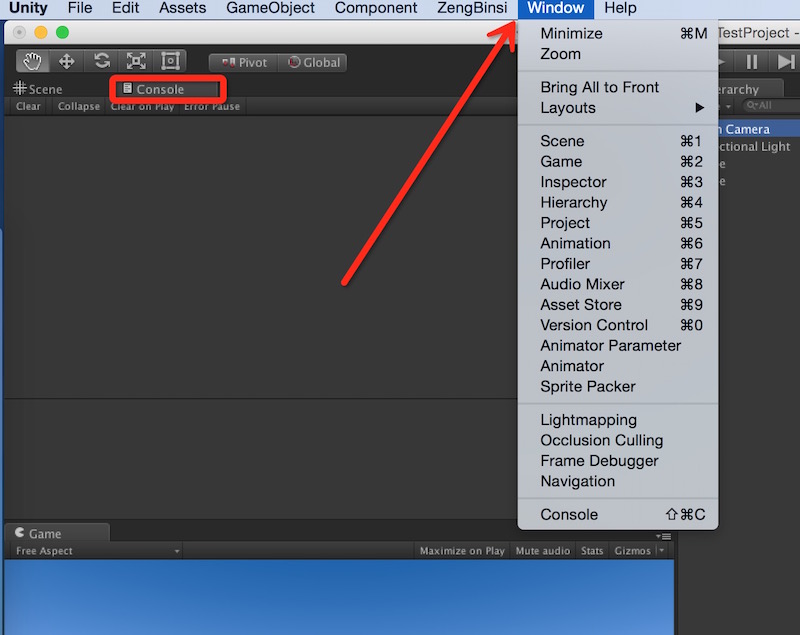 Unity File Edit Assets GameObject Component ZengBinsi Window Help
TestProject -
Pivot Global
Scene Console
Clear Collapse Clear on Play Error Pause
Minimize ⌘M
Zoom
Bring All to Front
Layouts ▶
Scene ⌘1
Game ⌘2
Inspector ⌘3
Hierarchy ⌘4
Project ⌘5
Animation ⌘6
Profiler ⌘7
Audio Mixer ⌘8
Asset Store ⌘9
Version Control ⌘0
Animator Parameter
Animator
Sprite Packer
Lightmapping
Occlusion Culling
Frame Debugger
Navigation
Console ⇧⌘C
erarchy
All
Camera
ctional Light
e
e
Game
Free Aspect Maximize on Play Mute audio Stats Gizmos